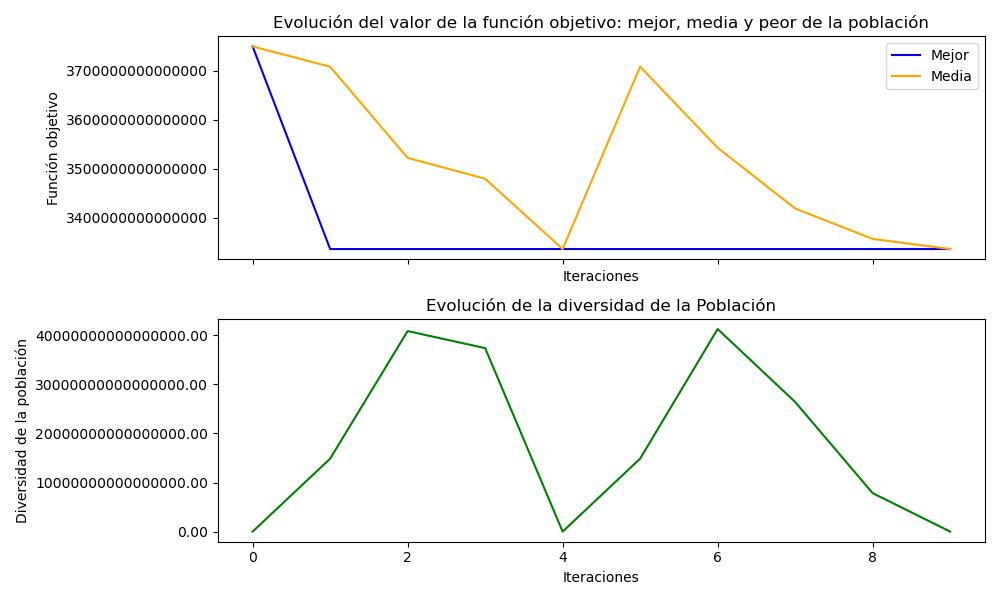 Evolución del valor de la función objetivo: mejor, media y peor de la población
Función objetivo
3700000000000000
3600000000000000
3500000000000000
3400000000000000
Mejor
Media
Iteraciones
Evolución de la diversidad de la Población
Diversidad de la población
40000000000000000.00
30000000000000000.00
20000000000000000.00
10000000000000000.00
0.00
0 2 4 6 8
Iteraciones